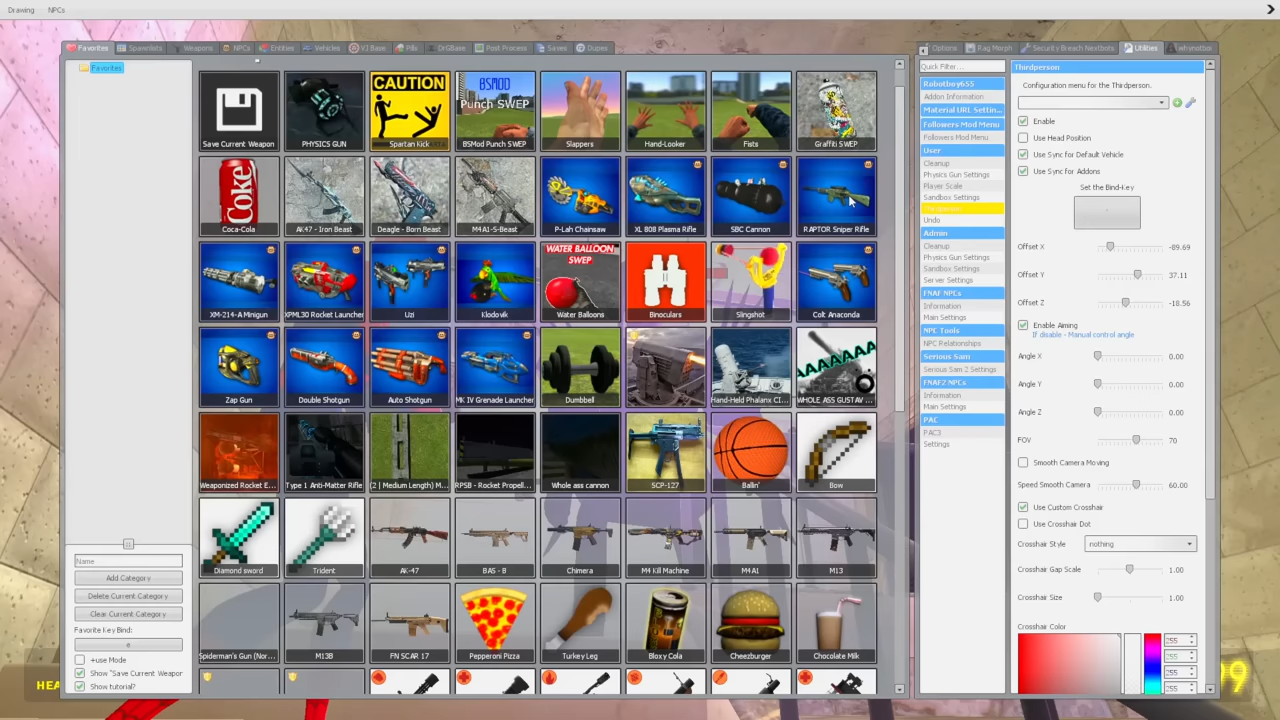 Drawing NPCs
Favorites Spawnlists Weapons NPCs Entities Vehicles VJ Base Pills DrGBase Post Process Saves Dupes
Options Rag Morph Security Breach Nextbots Utilities
Favorites
Save Current Weapon PHYSICS GUN Spartan Kick BSMod Punch SWEP Slappers Hand-Looker Fists Graffiti SWEP
CAUTION
BSMOD
Punch SWEP
Coca-Cola AK47 - Iron Beast Deagle - Born Beast M4A1-S-Beast P-Lah Chainsaw XL 808 Plasma Rifle SBC Cannon RAPTOR Sniper Rifle
Coke
XM-214-A Minigun XPML30 Rocket Launcher Uzi Klodovik Water Balloons Binoculars Slingshot Colt Anaconda
WATER BALLOON
SWEP
Zap Gun Double Shotgun Auto Shotgun MK IV Grenade Launcher Dumbbell Hand-Held Phalanx CI... WHOLE ASS GUSTAV ...
Weaponized Rocket E... Type 1 Anti-Matter Rifle (2 | Medium Length) M... RPSB - Rocket Propell... Whole ass cannon SCP-127 Ballin' Bow
Diamond sword Trident AK-47 BAS - B Chimera M4 Kill Machine M4A1 M13
Spiderman's Gun (Nor... M13B FN SCAR 17 Pepperoni Pizza Turkey Leg Bloxy Cola Cheezburger Chocolate Milk
Name
Add Category
Delete Current Category
Clear Current Category
Favorite Key Bind:
e
+use Mode
Show "Save Current Weapor
Show tutorial?
HEA
99
Quick Filter...
Robotboy655
Addon Information
Material URL Settin...
Followers Mod Menu
Followers Mod Menu
User
Cleanup
Physics Gun Settings
Player Scale
Sandbox Settings
Thirdperson
Undo
Admin
Cleanup
Physics Gun Settings
Sandbox Settings
Server Settings
FNAF NPCs
Information
Main Settings
NPC Tools
NPC Relationships
Serious Sam
Serious Sam 2 Settings
FNAF2 NPCs
Information
Main Settings
PAC
PAC3
Settings
Thirdperson
Configuration menu for the Thirdperson.
Enable
Use Head Position
Use Sync for Default Vehicle
Use Sync for Addons
Set the Bind-Key
Offset X -89.69
Offset Y 37.11
Offset Z -18.56
Enable Aiming
If disable - Manual control angle
Angle X 0.00
Angle Y 0.00
Angle Z 0.00
FOV 70
Smooth Camera Moving
Speed Smooth Camera 60.00
Use Custom Crosshair
Use Crosshair Dot
Crosshair Style nothing
Crosshair Gap Scale 1.00
Crosshair Size 1.00
Crosshair Color
255
255
255
255